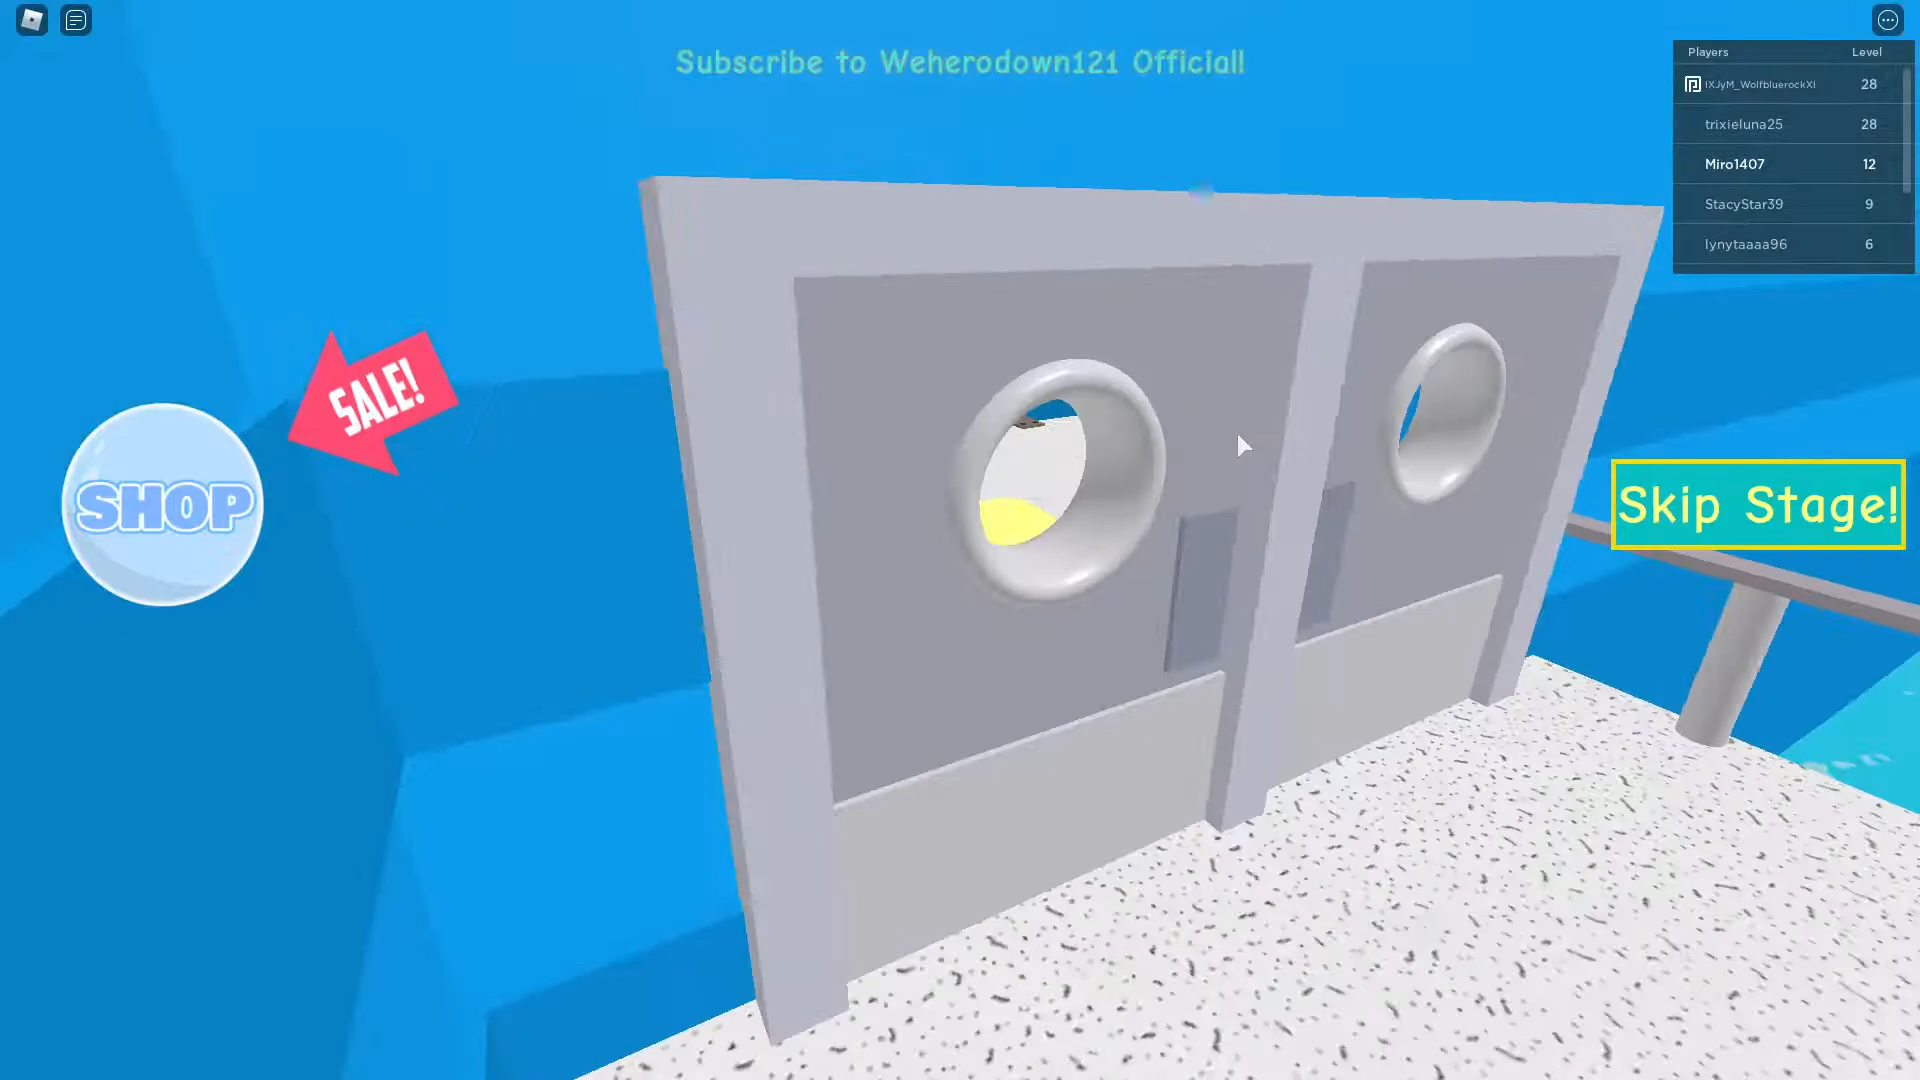 Subscribe to Weherodown121 Official!
Players Level
IXJyM_WolfbluerockXI 28
trixieluna25 28
Miro1407 12
StacyStar39 9
lynytaaaa96 6
SALE!
SHOP
Skip Stage!